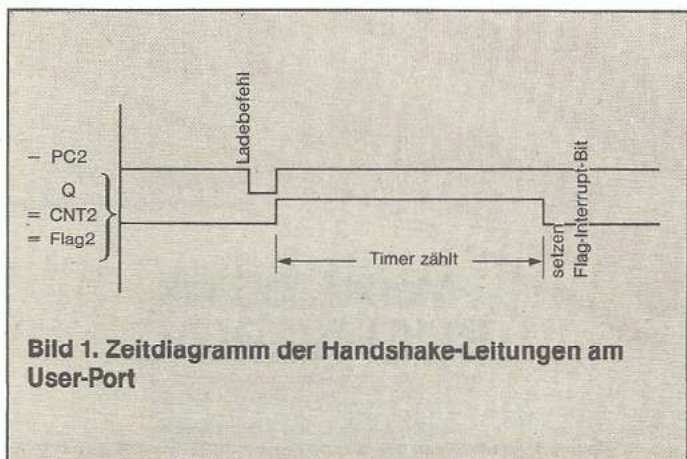 Ladebefehl
– PC2
Q
= CNT2
= Flag2
Timer zählt
setzen
Flag-Interrupt-Bit
Bild 1. Zeitdiagramm der Handshake-Leitungen am
User-Port